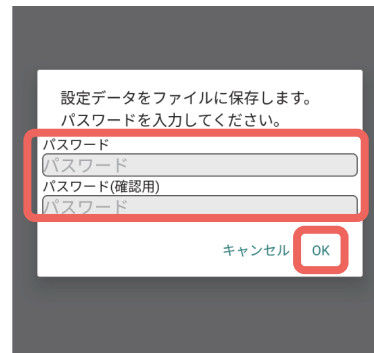 設定データをファイルに保存します。
パスワードを入力してください。
パスワード
パスワード
パスワード(確認用)
パスワード
キャンセル OK